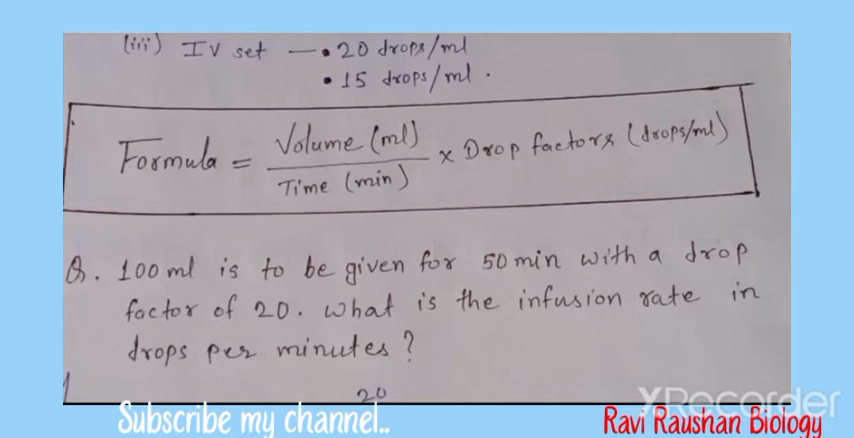 (iii) IV set — • 20 drops/ml
• 15 drops/ml .
Formula = Volume (ml) / Time (min) x Drop factors (drops/ml)
Q. 100 ml is to be given for 50 min with a drop
factor of 20. What is the infusion rate in
drops per minutes ?
20
XRecorder
Subscribe my channel..
Ravi Raushan Biology